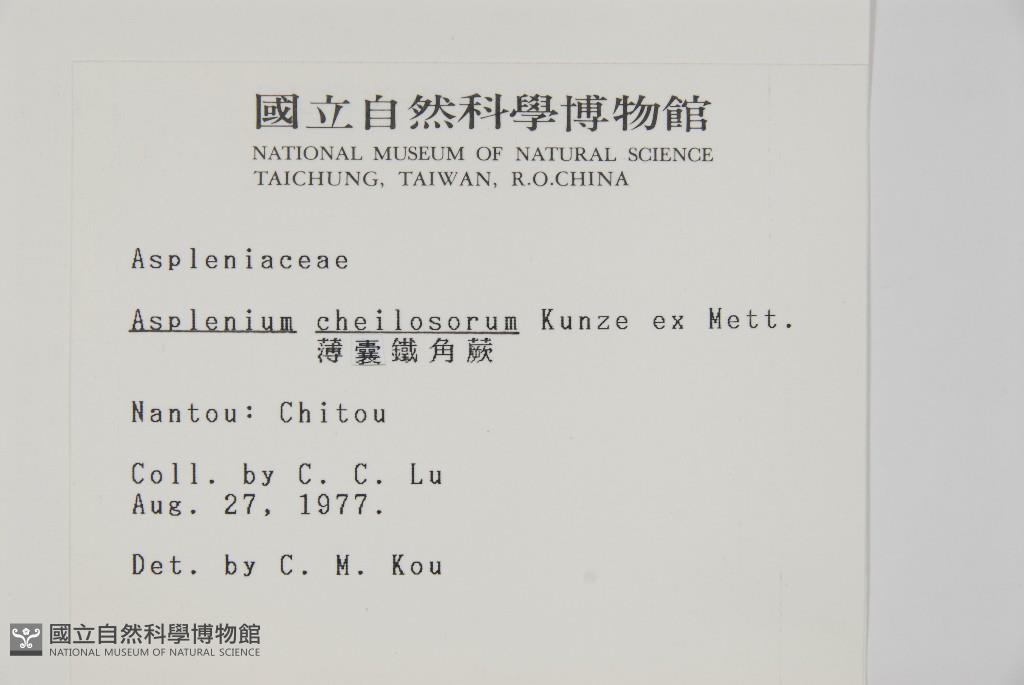 國立自然科學博物館
NATIONAL MUSEUM OF NATURAL SCIENCE
TAICHUNG, TAIWAN, R.O.CHINA
Aspleniaceae
Asplenium cheilosorum Kunze ex Mett.
薄囊鐵角蕨
Nantou: Chitou
Coll. by C. C. Lu
Aug. 27, 1977.
Det. by C. M. Kou
國立自然科學博物館
NATIONAL MUSEUM OF NATURAL SCIENCE